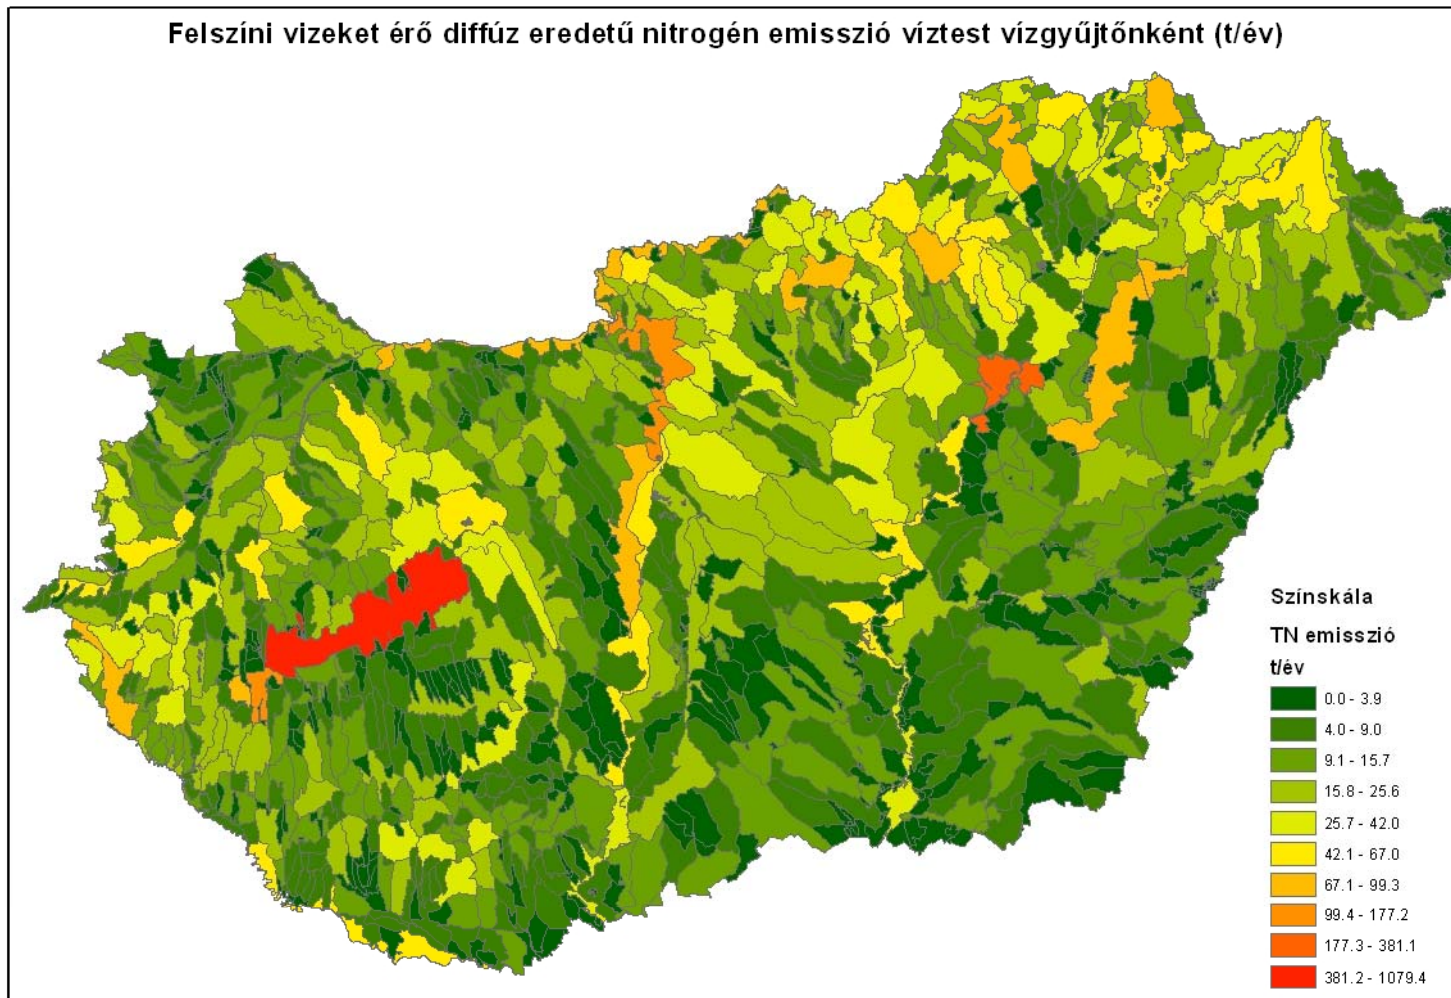 Felszíni vizeket érő diffúz eredetű nitrogén emisszió víztest vízgyűjtőnként (t/év)
Színskála
TN emisszió
t/év
0.0 - 3.9
4.0 - 9.0
9.1 - 15.7
15.8 - 25.6
25.7 - 42.0
42.1 - 67.0
67.1 - 99.3
99.4 - 177.2
177.3 - 381.1
381.2 - 1079.4